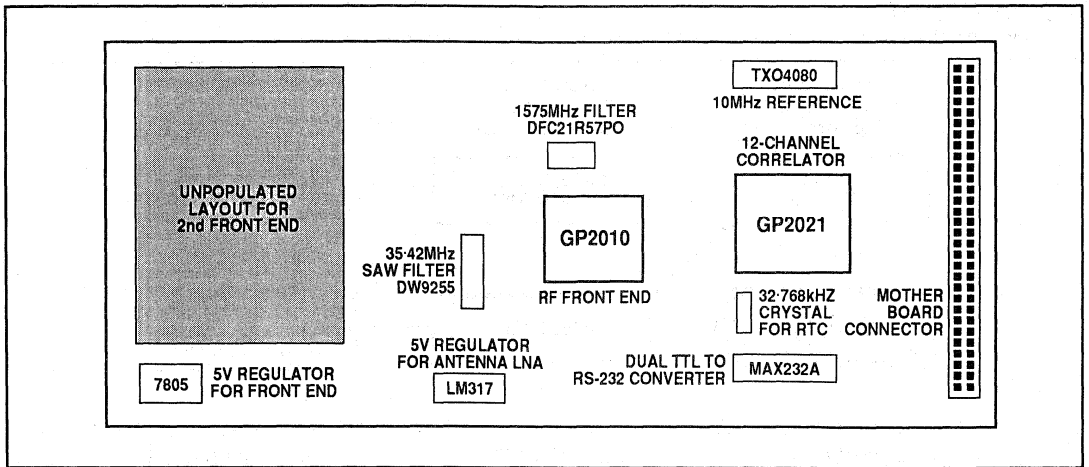 UNPOPULATED
LAYOUT FOR
2nd FRONT END
7805
5V REGULATOR
FOR FRONT END
35·42MHz
SAW FILTER
DW9255
5V REGULATOR
FOR ANTENNA LNA
LM317
1575MHz FILTER
DFC21R57PO
GP2010
RF FRONT END
TXO4080
10MHz REFERENCE
12-CHANNEL
CORRELATOR
GP2021
32·768kHZ
CRYSTAL
FOR RTC
DUAL TTL TO
RS-232 CONVERTER
MAX232A
MOTHER
BOARD
CONNECTOR